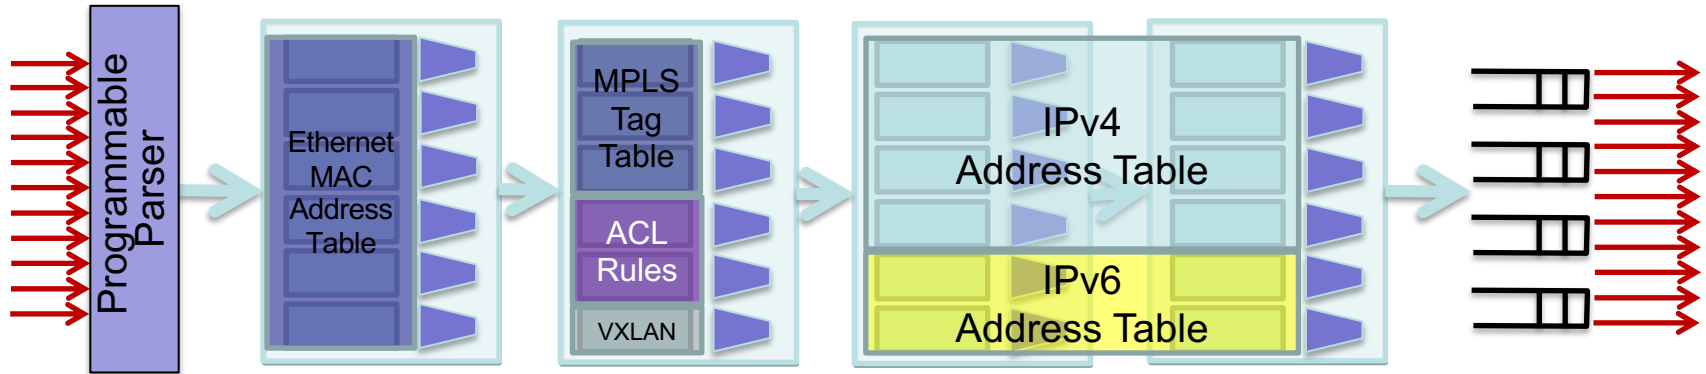 Programmable
Parser
Ethernet
MAC
Address
Table
MPLS
Tag
Table
ACL
Rules
VXLAN
IPv4
Address Table
IPv6
Address Table